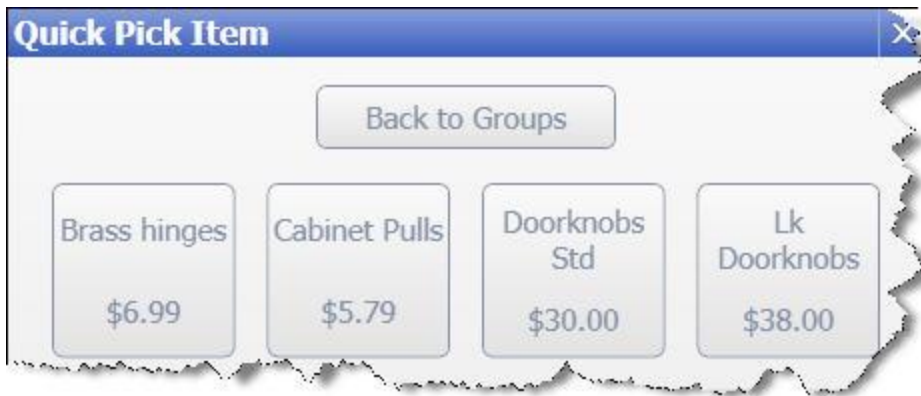 Quick Pick Item
Back to Groups
Brass hinges
$6.99
Cabinet Pulls
$5.79
Doorknobs
Std
$30.00
Lk
Doorknobs
$38.00